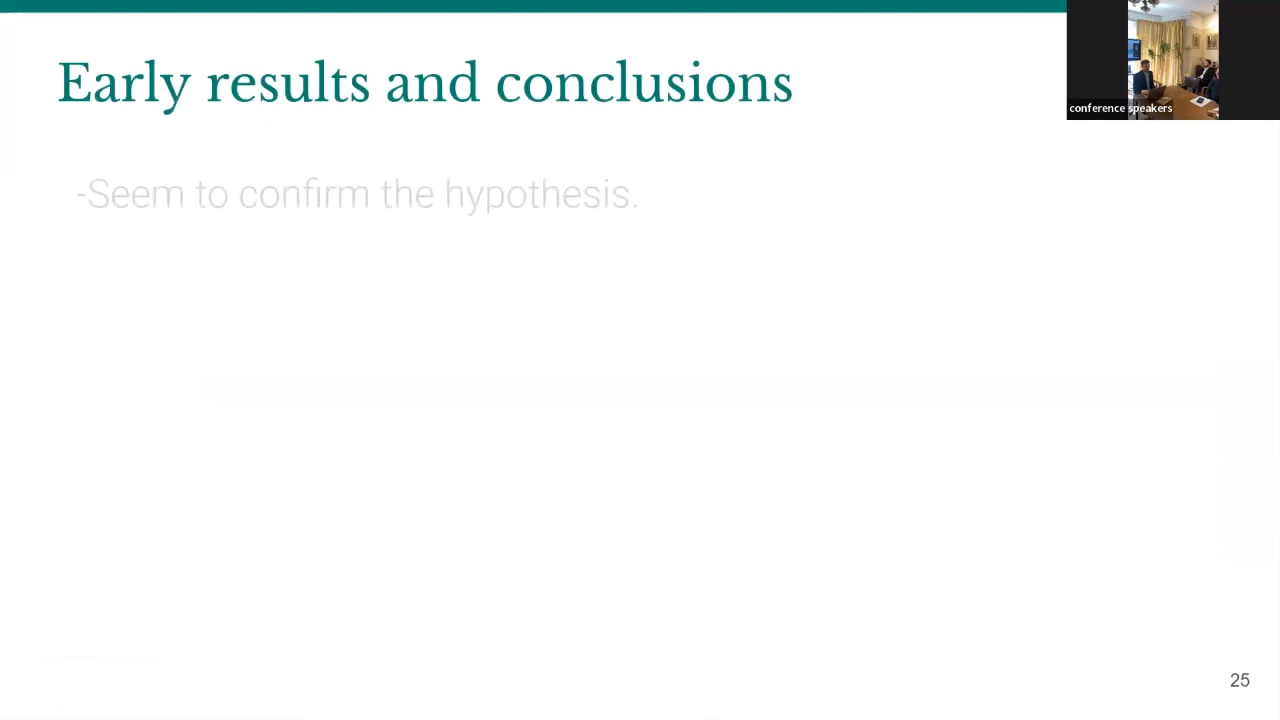 Early results and conclusions
conference speakers
-Seem to confirm the hypothesis.
25